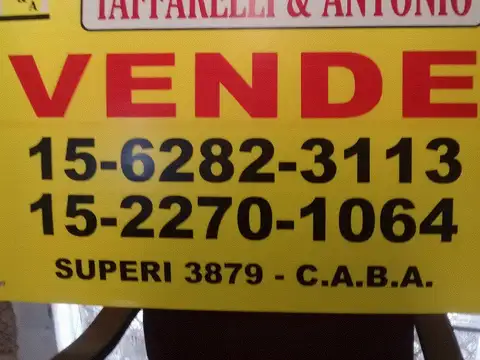 TAFFARELLI & ANTONIO
VENDE
15-6282-3113
15-2270-1064
SUPERI 3879 - C.A.B.A.